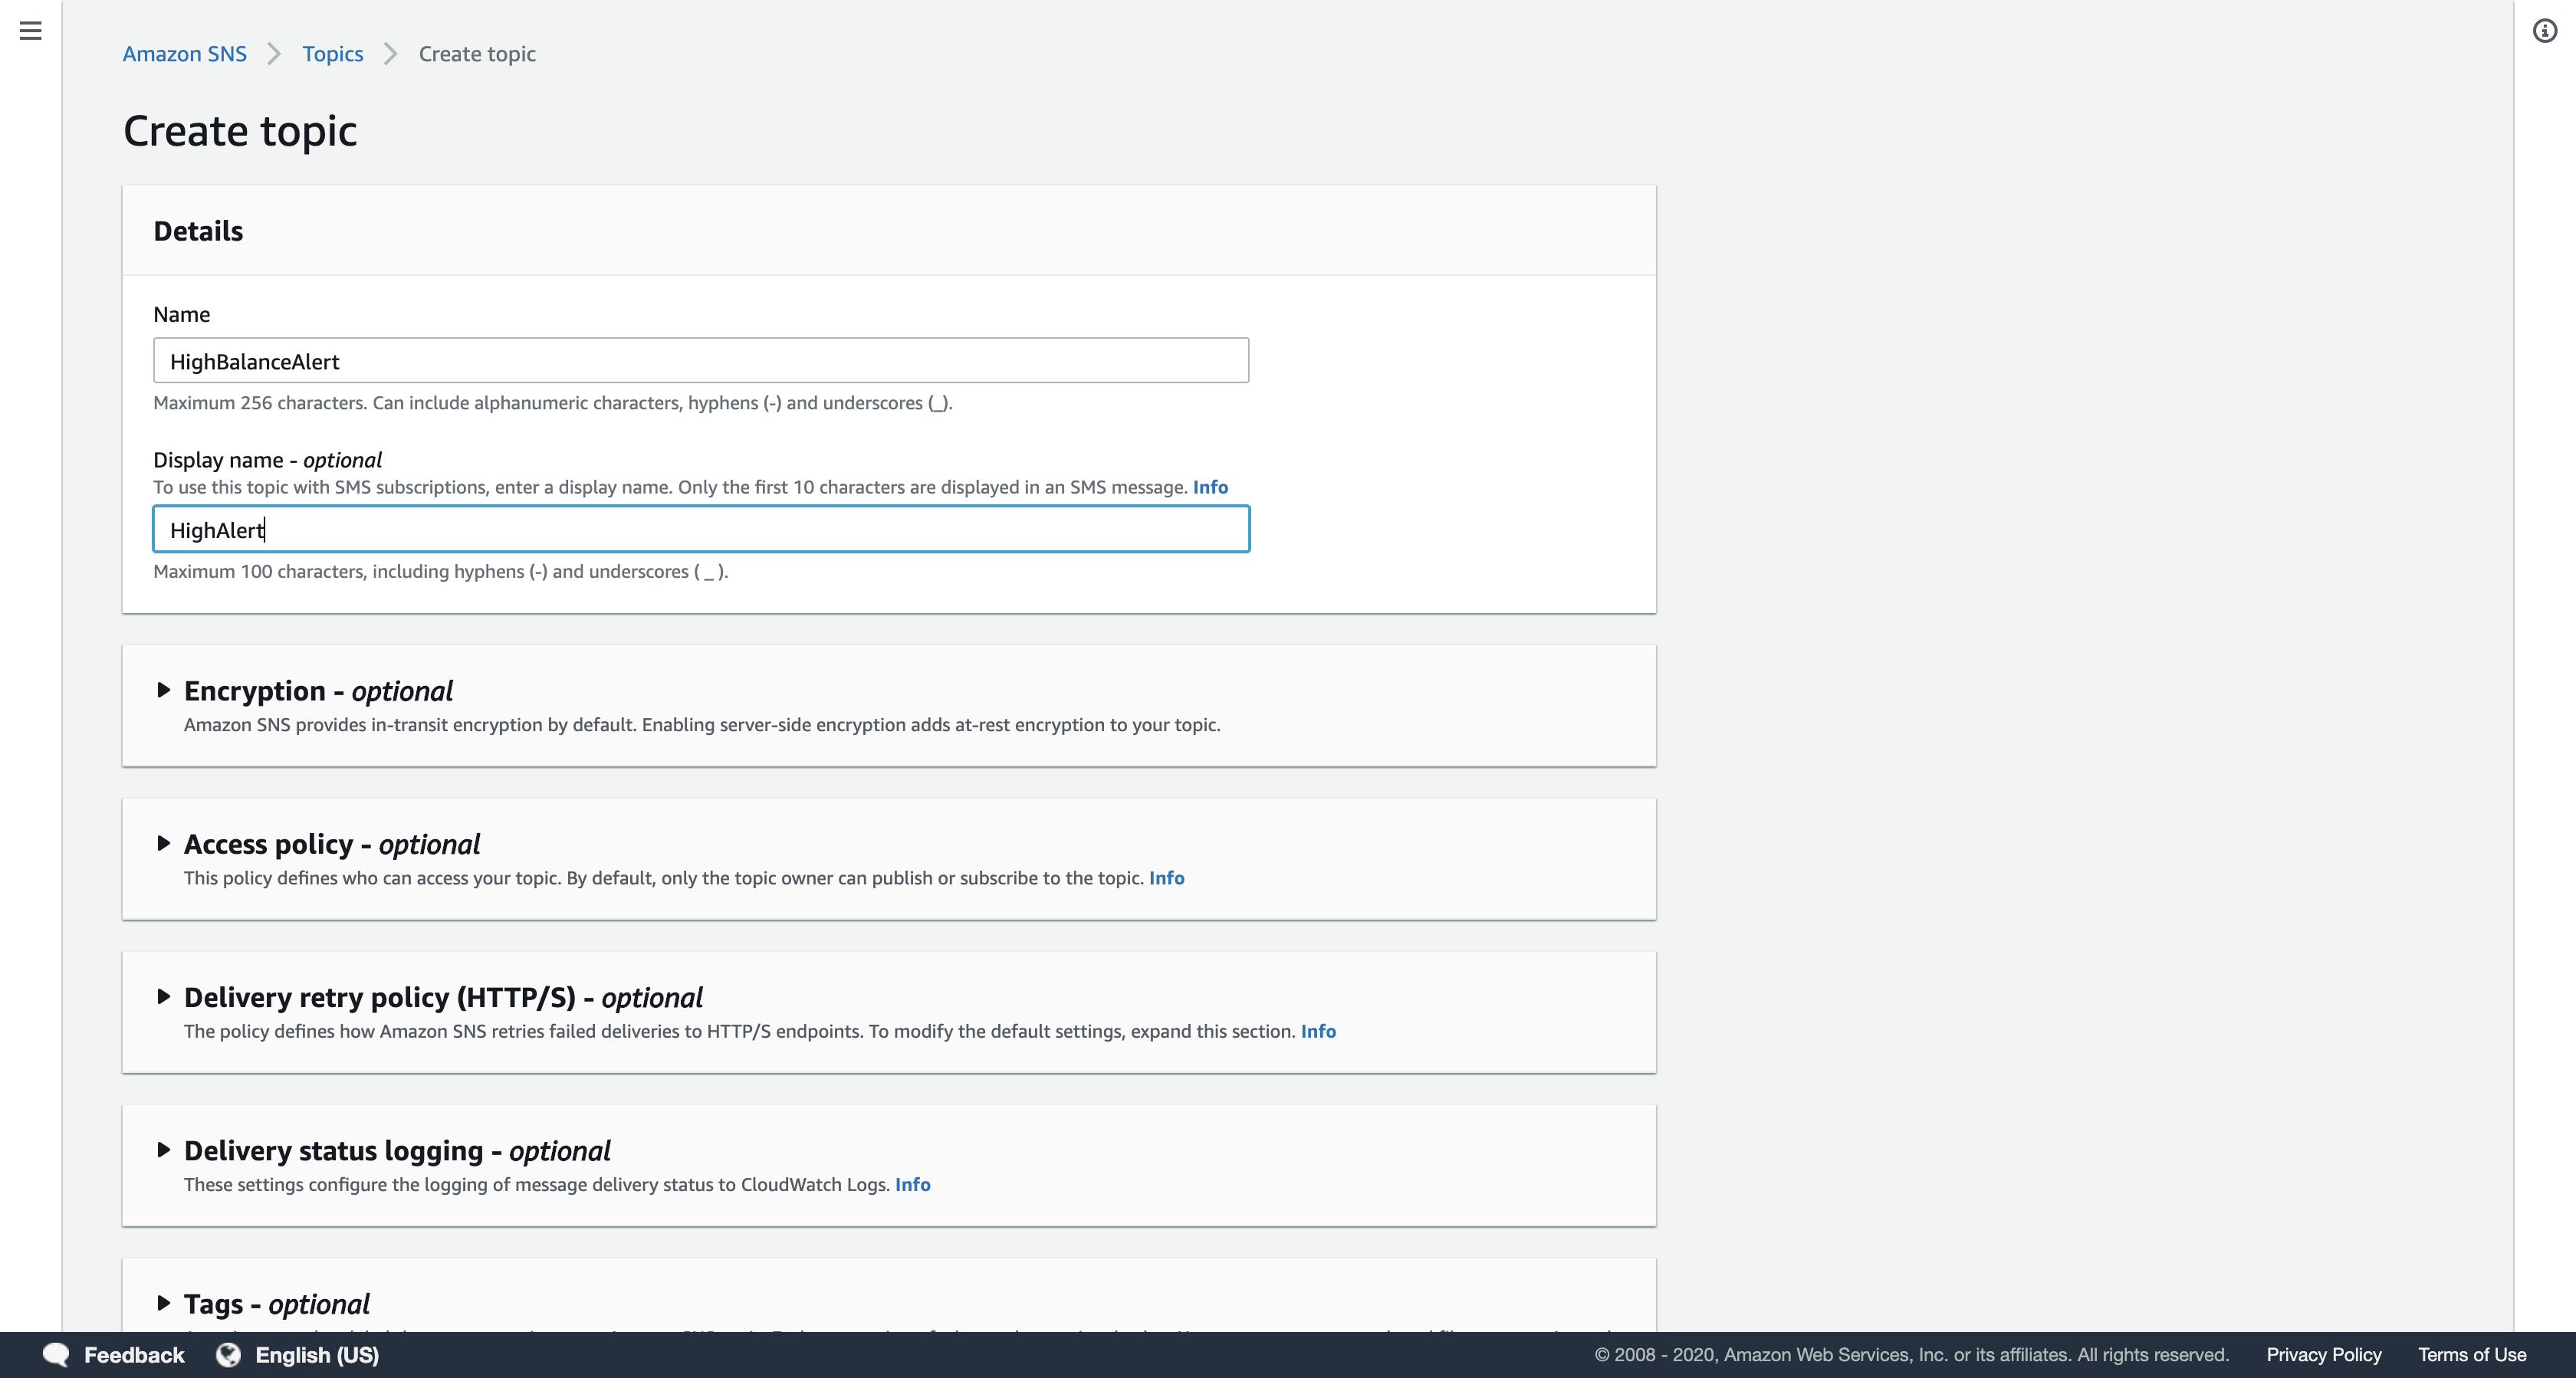 Amazon SNS > Topics > Create topic
Create topic
Details
Name
HighBalanceAlert
Maximum 256 characters. Can include alphanumeric characters, hyphens (-) and underscores (_).
Display name - optional
To use this topic with SMS subscriptions, enter a display name. Only the first 10 characters are displayed in an SMS message. Info
HighAlert
Maximum 100 characters, including hyphens (-) and underscores ( _ ).
Encryption - optional
Amazon SNS provides in-transit encryption by default. Enabling server-side encryption adds at-rest encryption to your topic.
Access policy - optional
This policy defines who can access your topic. By default, only the topic owner can publish or subscribe to the topic. Info
Delivery retry policy (HTTP/S) - optional
The policy defines how Amazon SNS retries failed deliveries to HTTP/S endpoints. To modify the default settings, expand this section. Info
Delivery status logging - optional
These settings configure the logging of message delivery status to CloudWatch Logs. Info
Tags - optional
Feedback English (US) © 2008 - 2020, Amazon Web Services, Inc. or its affiliates. All rights reserved. Privacy Policy Terms of Use